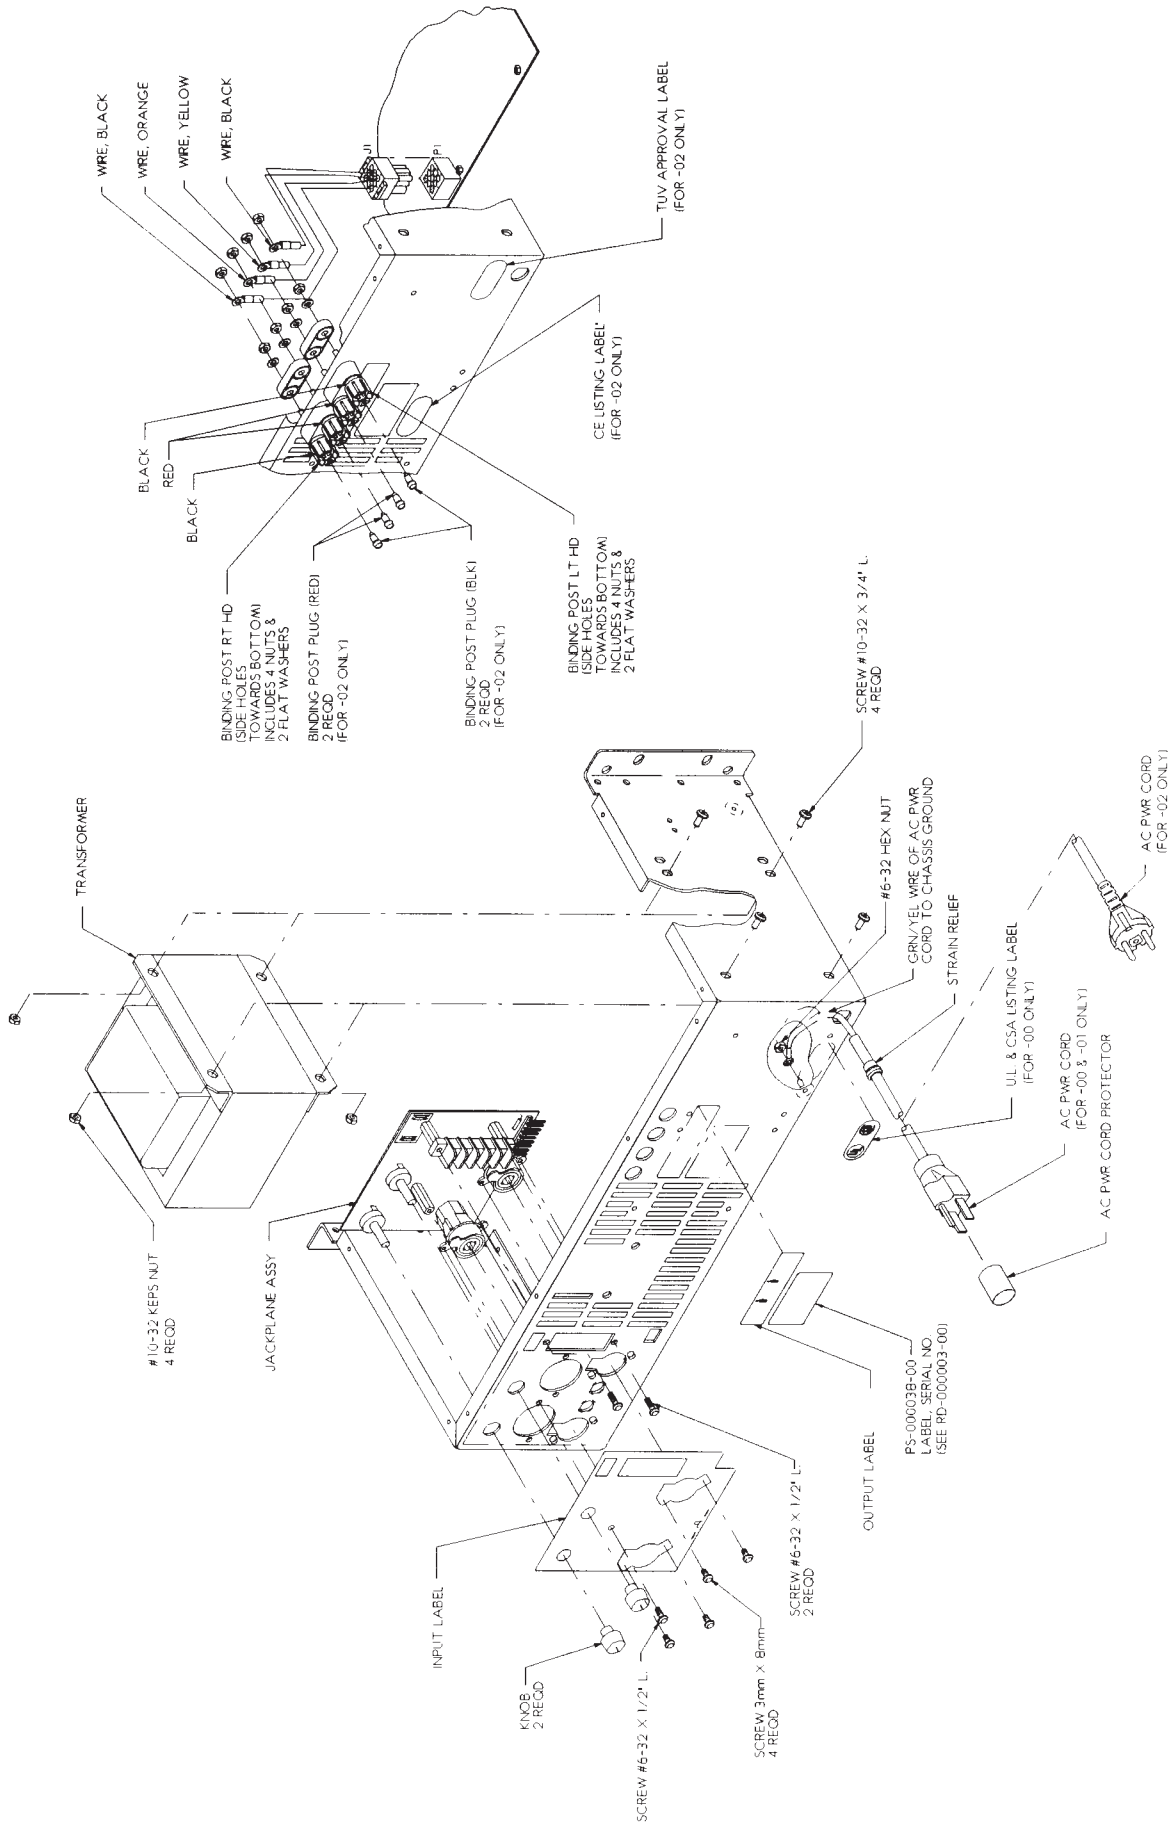 #10-32 KEPS NUT
4 REQD
TRANSFORMER
JACKPLANE ASSY
INPUT LABEL
KNOB
2 REQD
SCREW #6-32 X 1/2" L.
SCREW 3mm X 8mm
4 REQD
SCREW #6-32 X 1/2" L.
2 REQD
OUTPUT LABEL
PS-000038-00
LABEL, SERIAL NO.
(SEE RD-000003-00)
AC PWR CORD PROTECTOR
AC PWR CORD
(FOR -00 & -01 ONLY)
U.L. & CSA LISTING LABEL
(FOR -00 ONLY)
STRAIN RELIEF
GRN/YEL WIRE OF AC PWR
CORD TO CHASSIS GROUND
#6-32 HEX NUT
SCREW #10-32 X 3/4" L.
4 REQD
AC PWR CORD
(FOR -02 ONLY)
BINDING POST RT HD
(SIDE HOLES
TOWARDS BOTTOM)
INCLUDES 4 NUTS &
2 FLAT WASHERS
BINDING POST PLUG (RED)
2 REQD
(FOR -02 ONLY)
BINDING POST PLUG (BLK)
2 REQD
(FOR -02 ONLY)
BINDING POST LT HD
(SIDE HOLES
TOWARDS BOTTOM)
INCLUDES 4 NUTS &
2 FLAT WASHERS
BLACK
RED
BLACK
WIRE, BLACK
WIRE, ORANGE
WIRE, YELLOW
WIRE, BLACK
J1
P1
CE LISTING LABEL
(FOR -02 ONLY)
TUV APPROVAL LABEL
(FOR -02 ONLY)